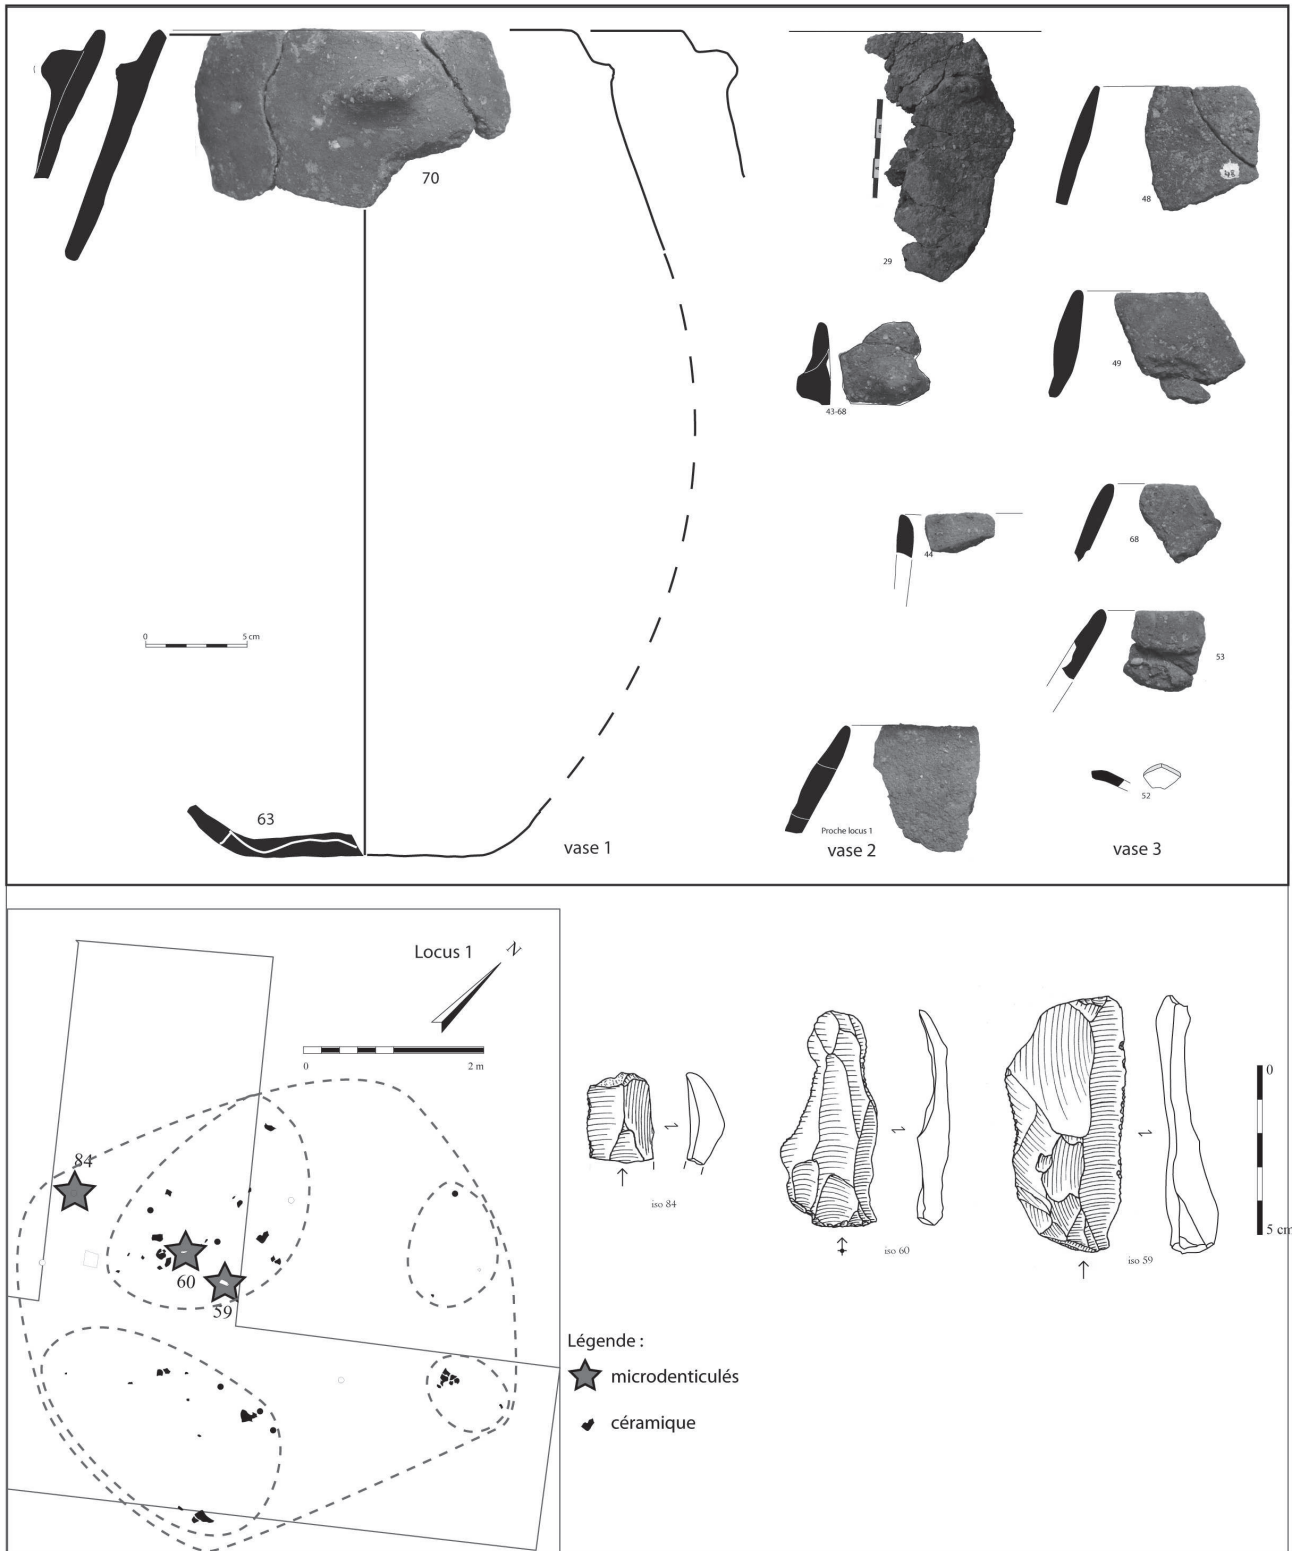 70
29
48
43-68
49
44
68
53
52
0 5 cm
63
vase 1
Proche locus 1
vase 2
vase 3
Locus 1
N
0 2 m
84
60
59
iso 84
iso 60
iso 59
0
5 cm
Légende :
microdenticulés
céramique